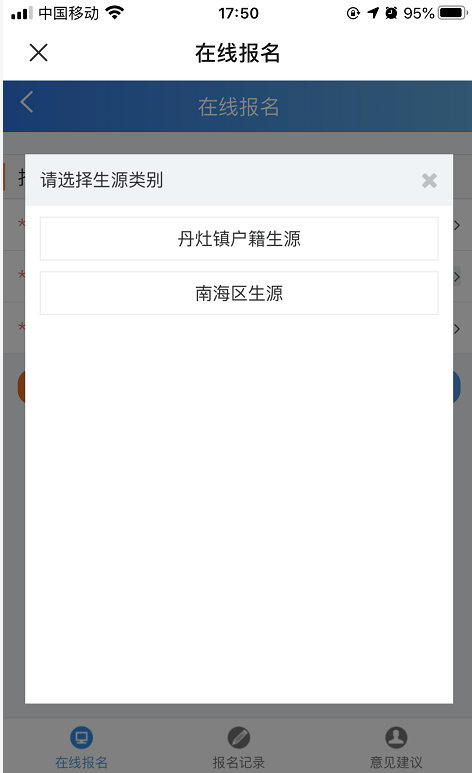 中国移动 17:50 95%
在线报名
在线报名
请选择生源类别
丹灶镇户籍生源
*
南海区生源
*
*
在线报名 报名记录 意见建议